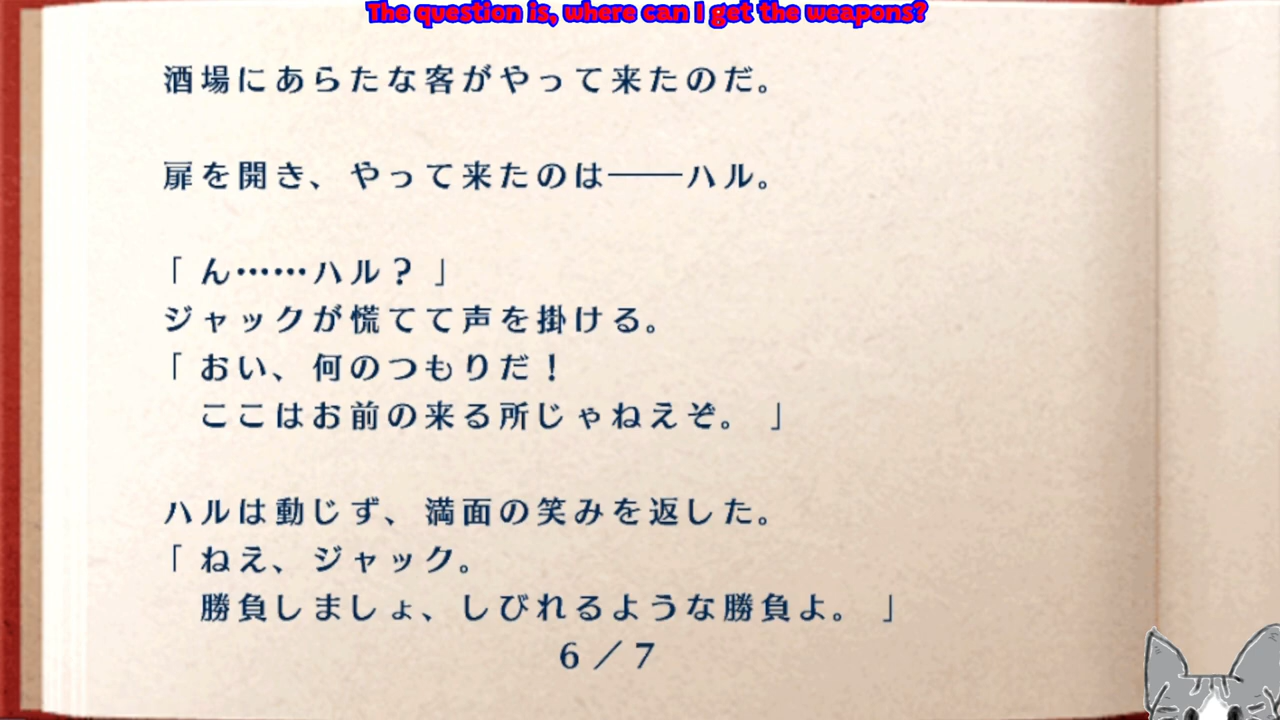 The question is, where can I get the weapons?
酒場にあらたな客がやって来たのだ。
扉を開き、やって来たのは――ハル。
「ん……ハル？」
ジャックが慌てて声を掛ける。
「おい、何のつもりだ！
ここはお前の来る所じゃねえぞ。」
ハルは動じず、満面の笑みを返した。
「ねえ、ジャック。
勝負しましょ、しびれるような勝負よ。」
6／7